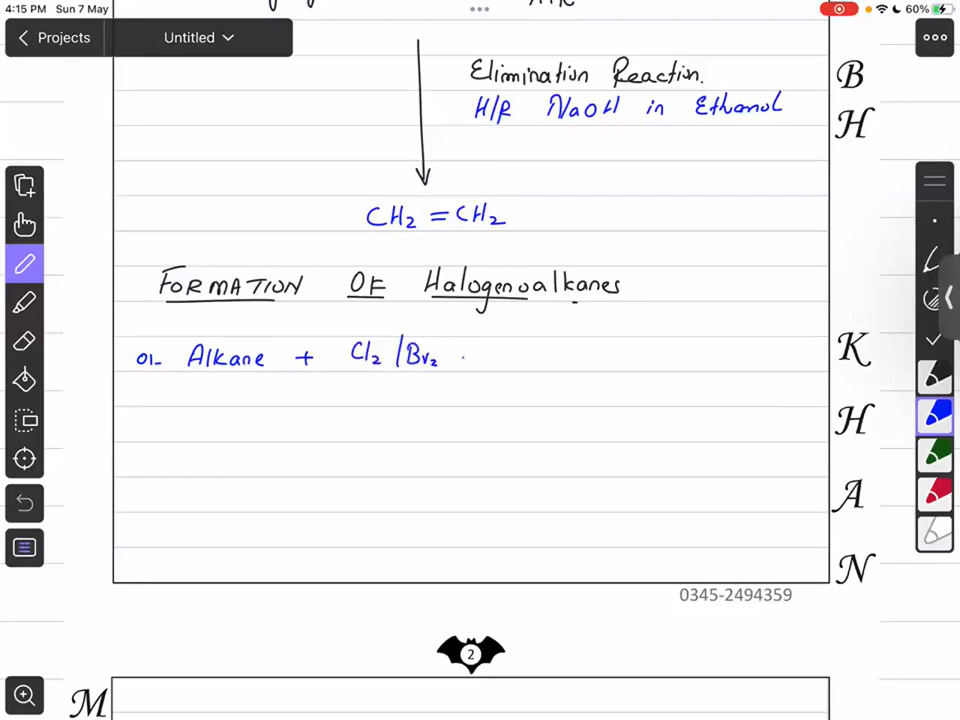 4:15 PM Sun 7 May
60%
Projects
Untitled
Elimination Reaction.
H/R NaOH in Ethanol
CH2 = CH2
FORMATION OF Halogenoalkanes
01- Alkane + Cl2 /Br2
B
H
K
H
A
N
0345-2494359
2
M